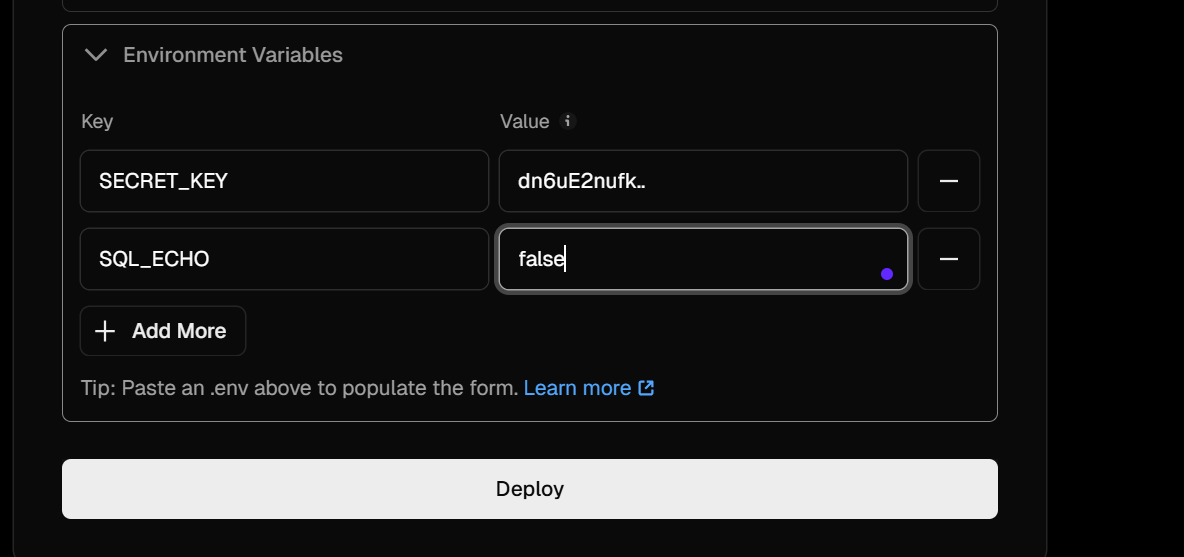 Environment Variables
Key
Value
SECRET_KEY
dn6uE2nufk..
SQL_ECHO
false
Add More
Tip: Paste an .env above to populate the form. Learn more
Deploy